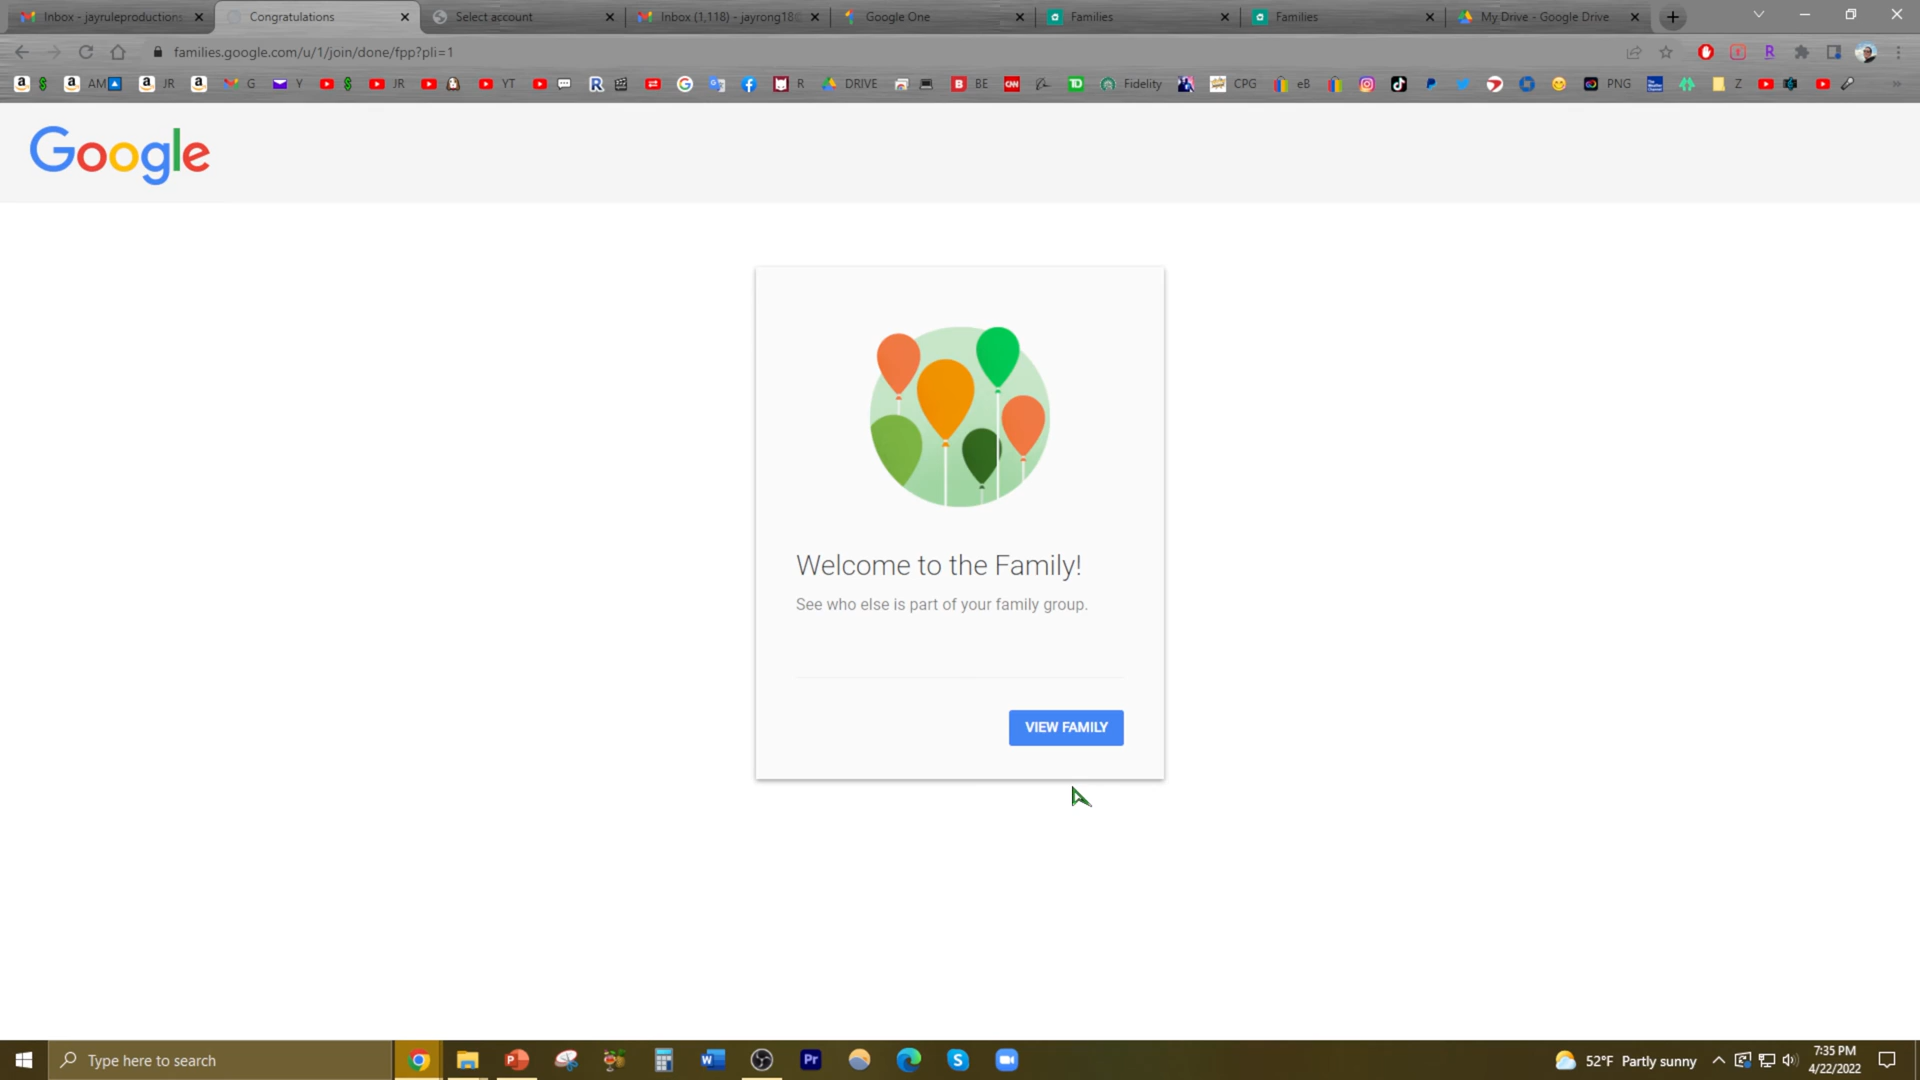 Inbox - jayruleproductions
Congratulations
Select account
Inbox (1,118) - jayrong18@
Google One
Families
Families
My Drive - Google Drive
families.google.com/u/1/join/done/fpp?pli=1
AM
JR
G
Y
JR
YT
R
DRIVE
BE
CNN
Fidelity
CPG
eB
PNG
Z
Google
Welcome to the Family!
See who else is part of your family group.
VIEW FAMILY
Type here to search
52°F Partly sunny
7:35 PM
4/22/2022